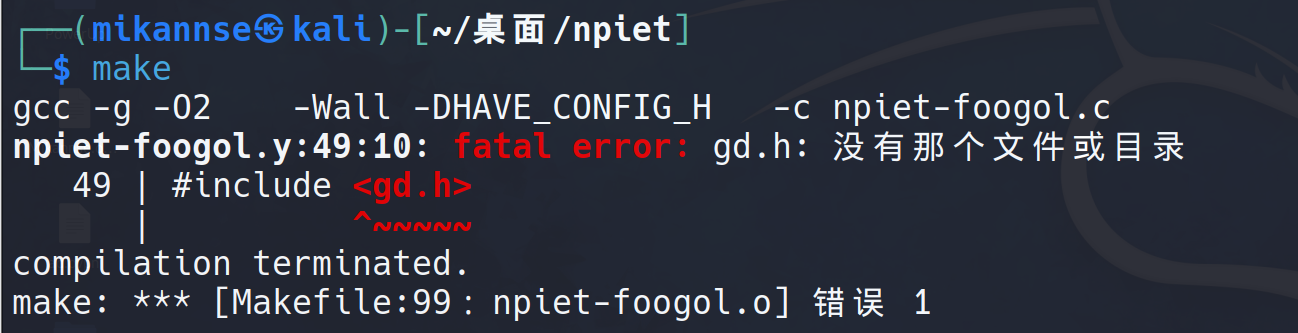 ┌──(mikannse㉿kali)-[~/桌面/npiet]
└─$ make
gcc -g -O2    -Wall -DHAVE_CONFIG_H   -c npiet-foogol.c
npiet-foogol.y:49:10: fatal error: gd.h: 没有那个文件或目录
   49 | #include <gd.h>
      |          ^~~~~~
compilation terminated.
make: *** [Makefile:99：npiet-foogol.o] 错误 1